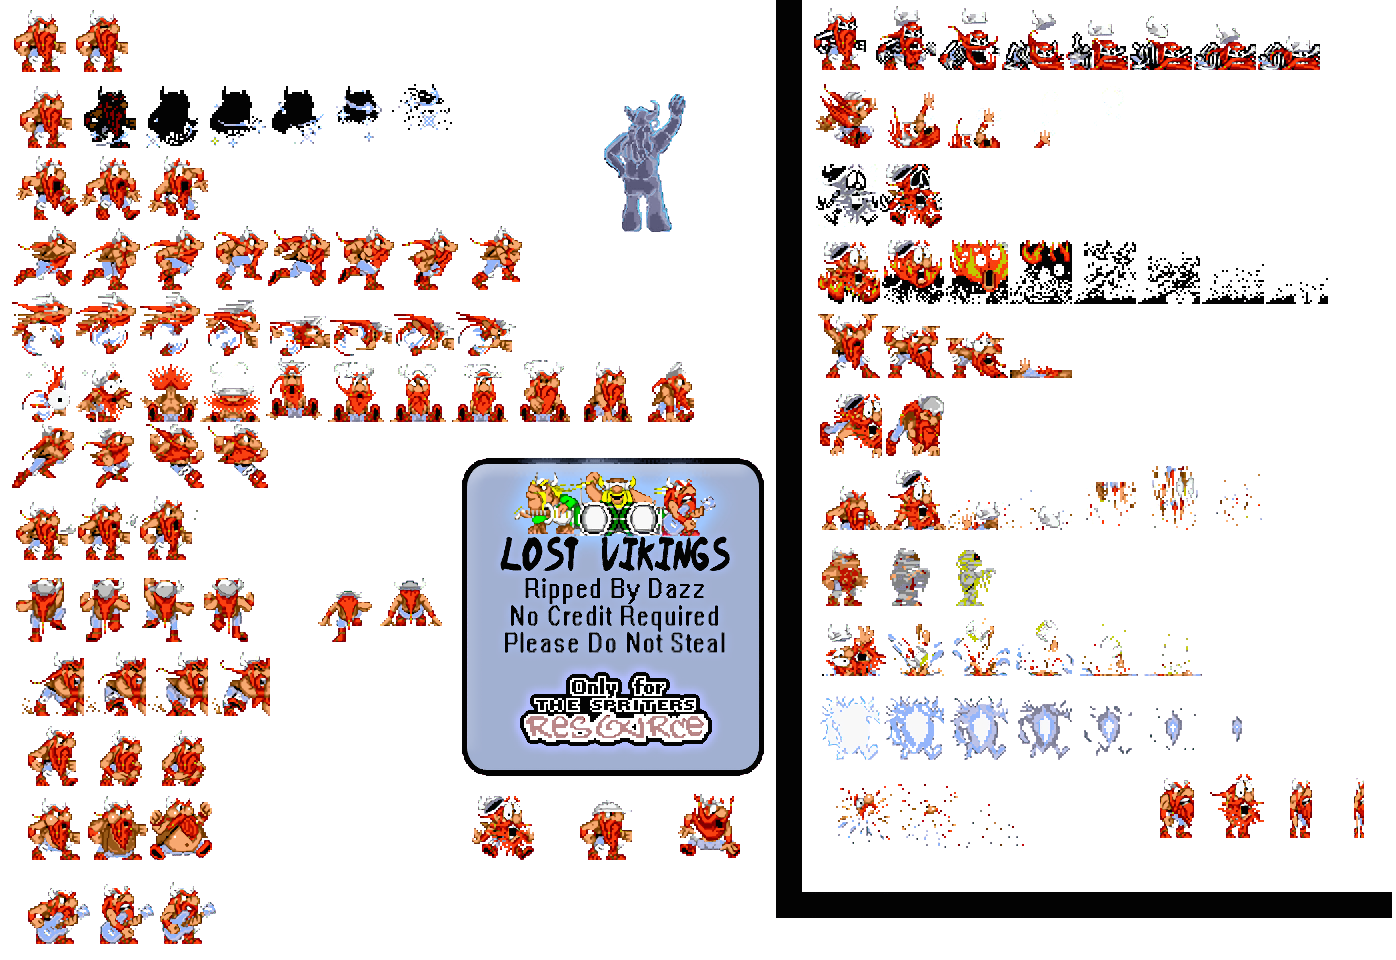 LOST VIKINGS
Ripped By Dazz
No Credit Required
Please Do Not Steal
Only for
THE SPRITERS
RESOURCE